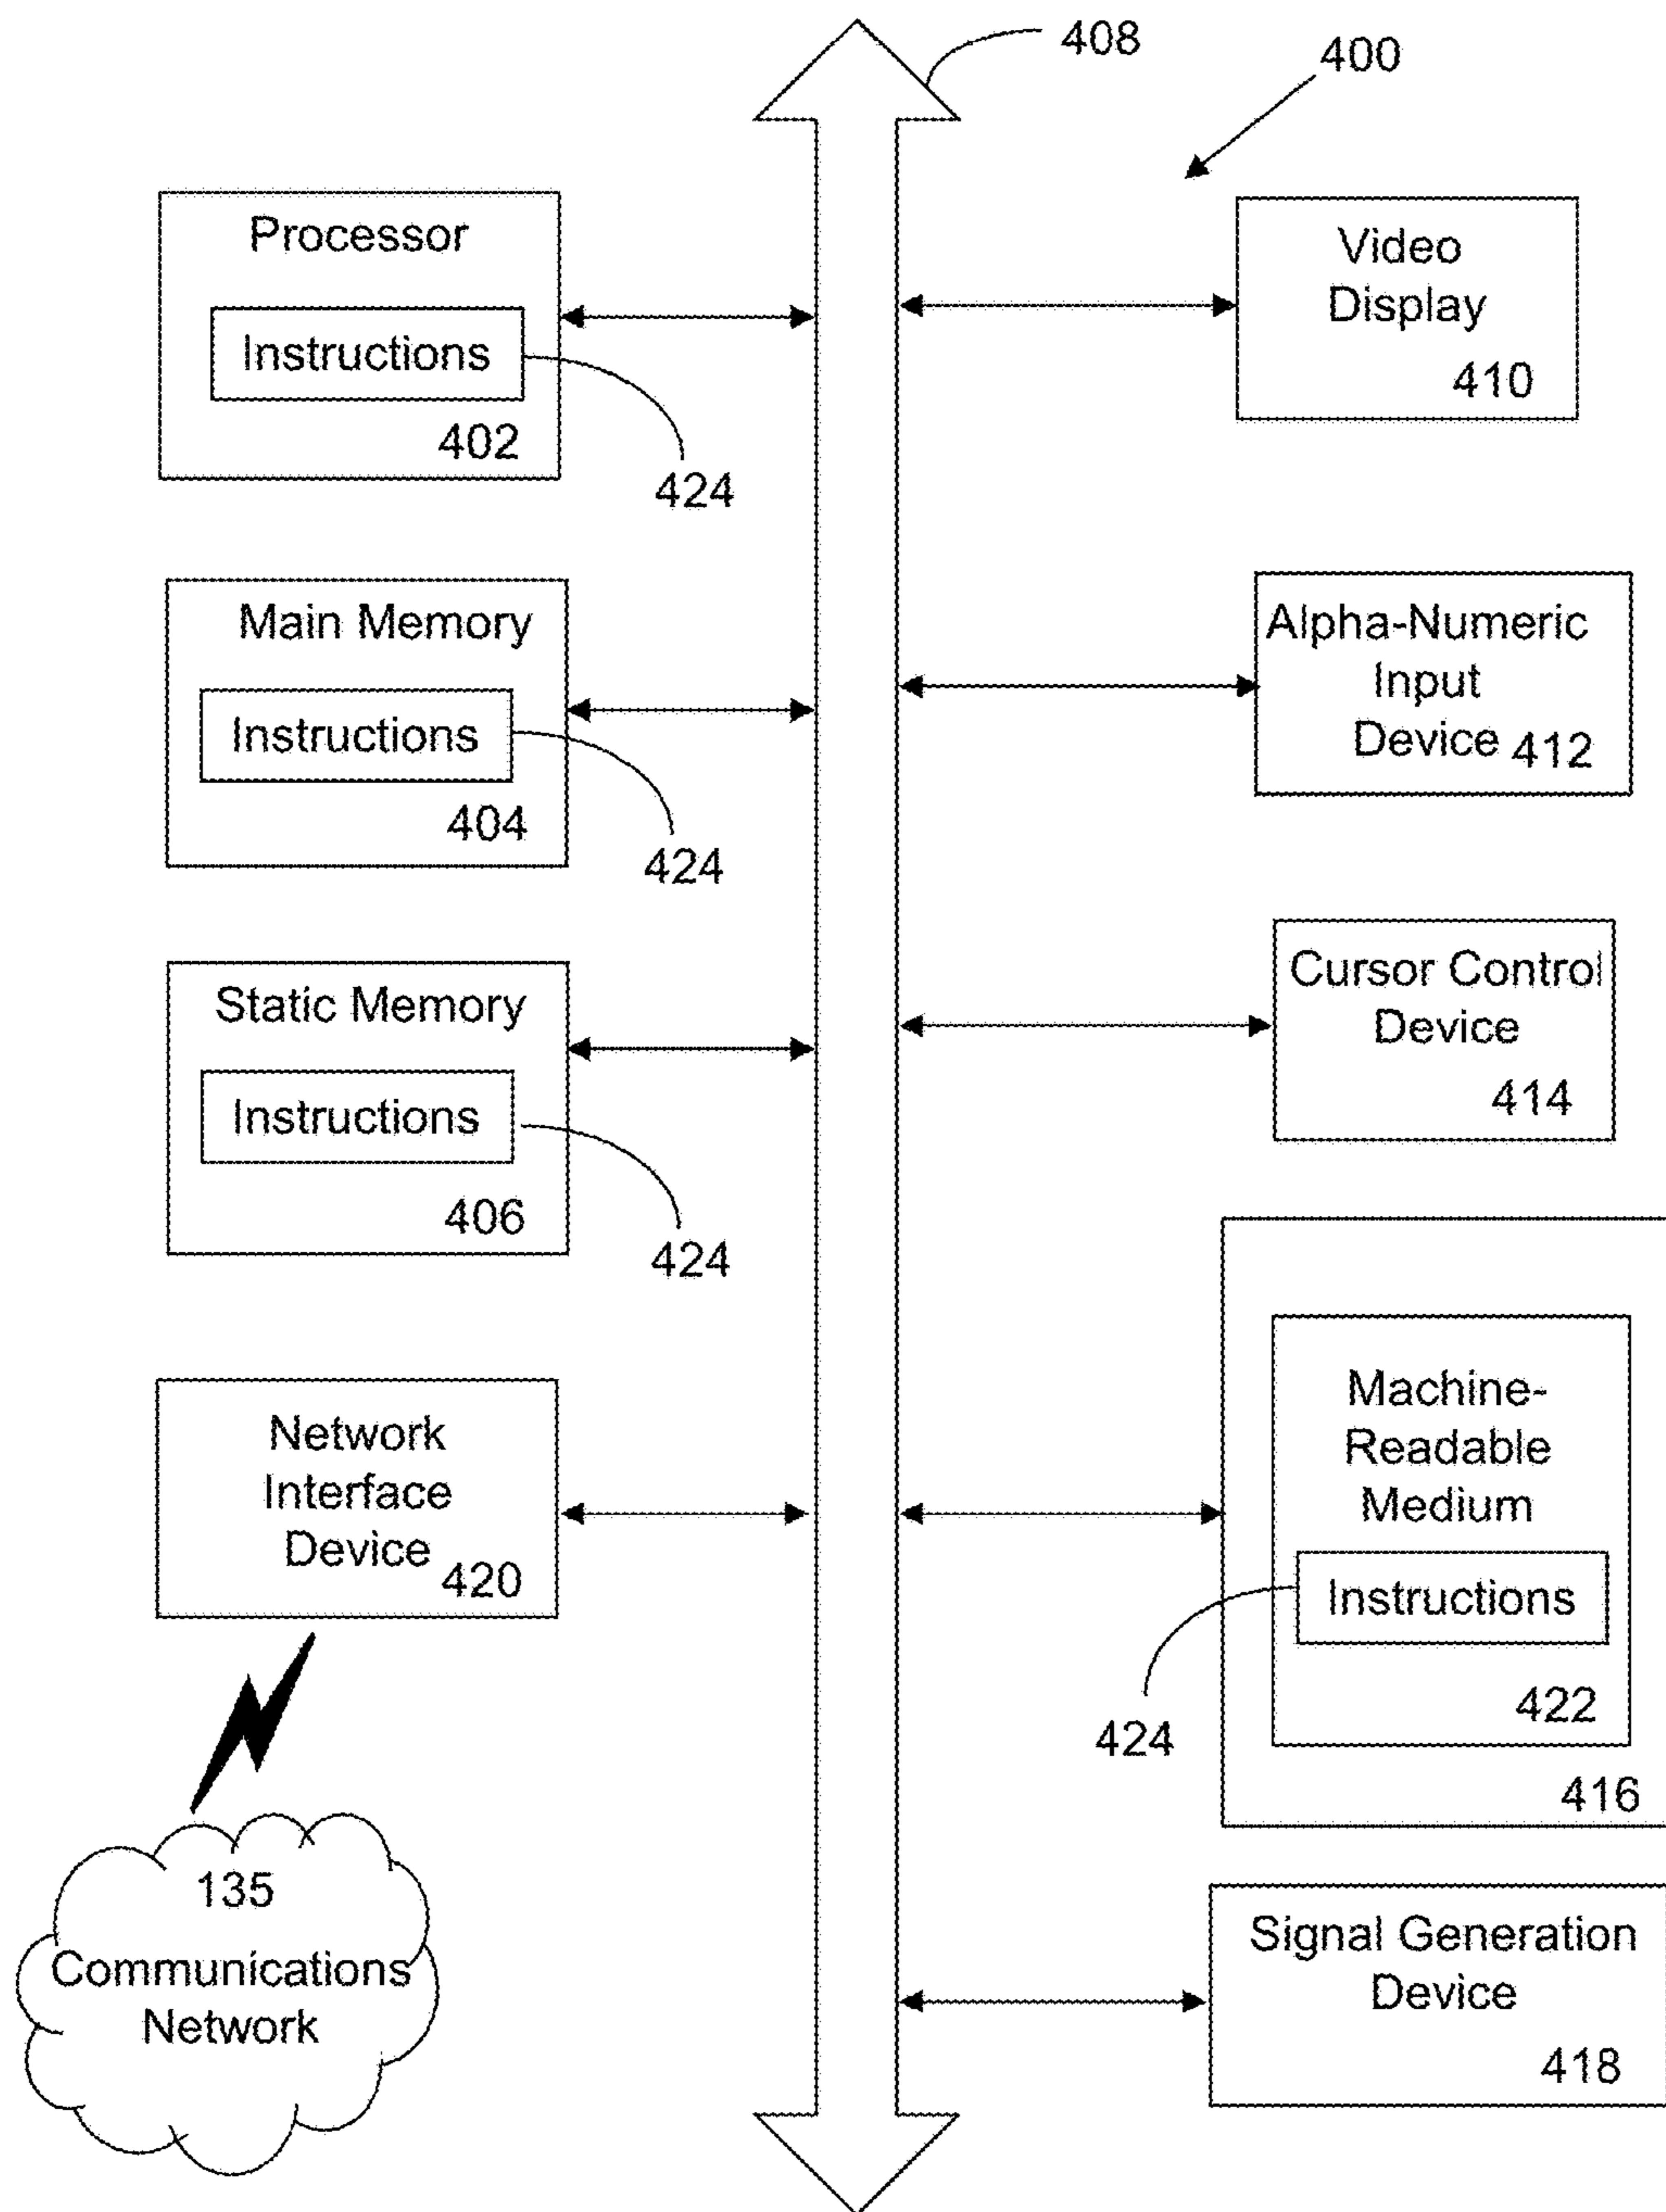 408
400
Processor
Instructions
402
424
Video
Display
410
Main Memory
Instructions
404
424
Alpha-Numeric
Input
Device 412
Static Memory
Instructions
406
424
Cursor Control
Device
414
Network
Interface
Device
420
Machine-
Readable
Medium
Instructions
422
424
416
135
Communications
Network
Signal Generation
Device
418